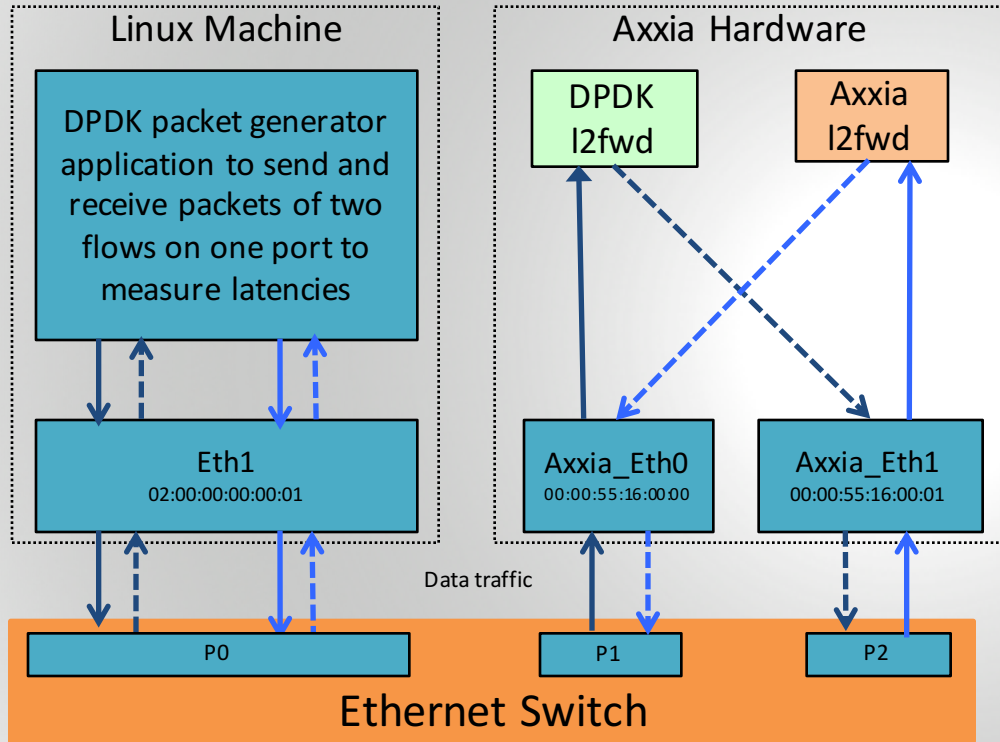 Linux Machine
DPDK packet generator
application to send and
receive packets of two
flows on one port to
measure latencies
Eth1
02:00:00:00:00:01
Axxia Hardware
DPDK
l2fwd
Axxia
l2fwd
Axxia_Eth0
00:00:55:16:00:00
Axxia_Eth1
00:00:55:16:00:01
Data traffic
P0
P1
P2
Ethernet Switch